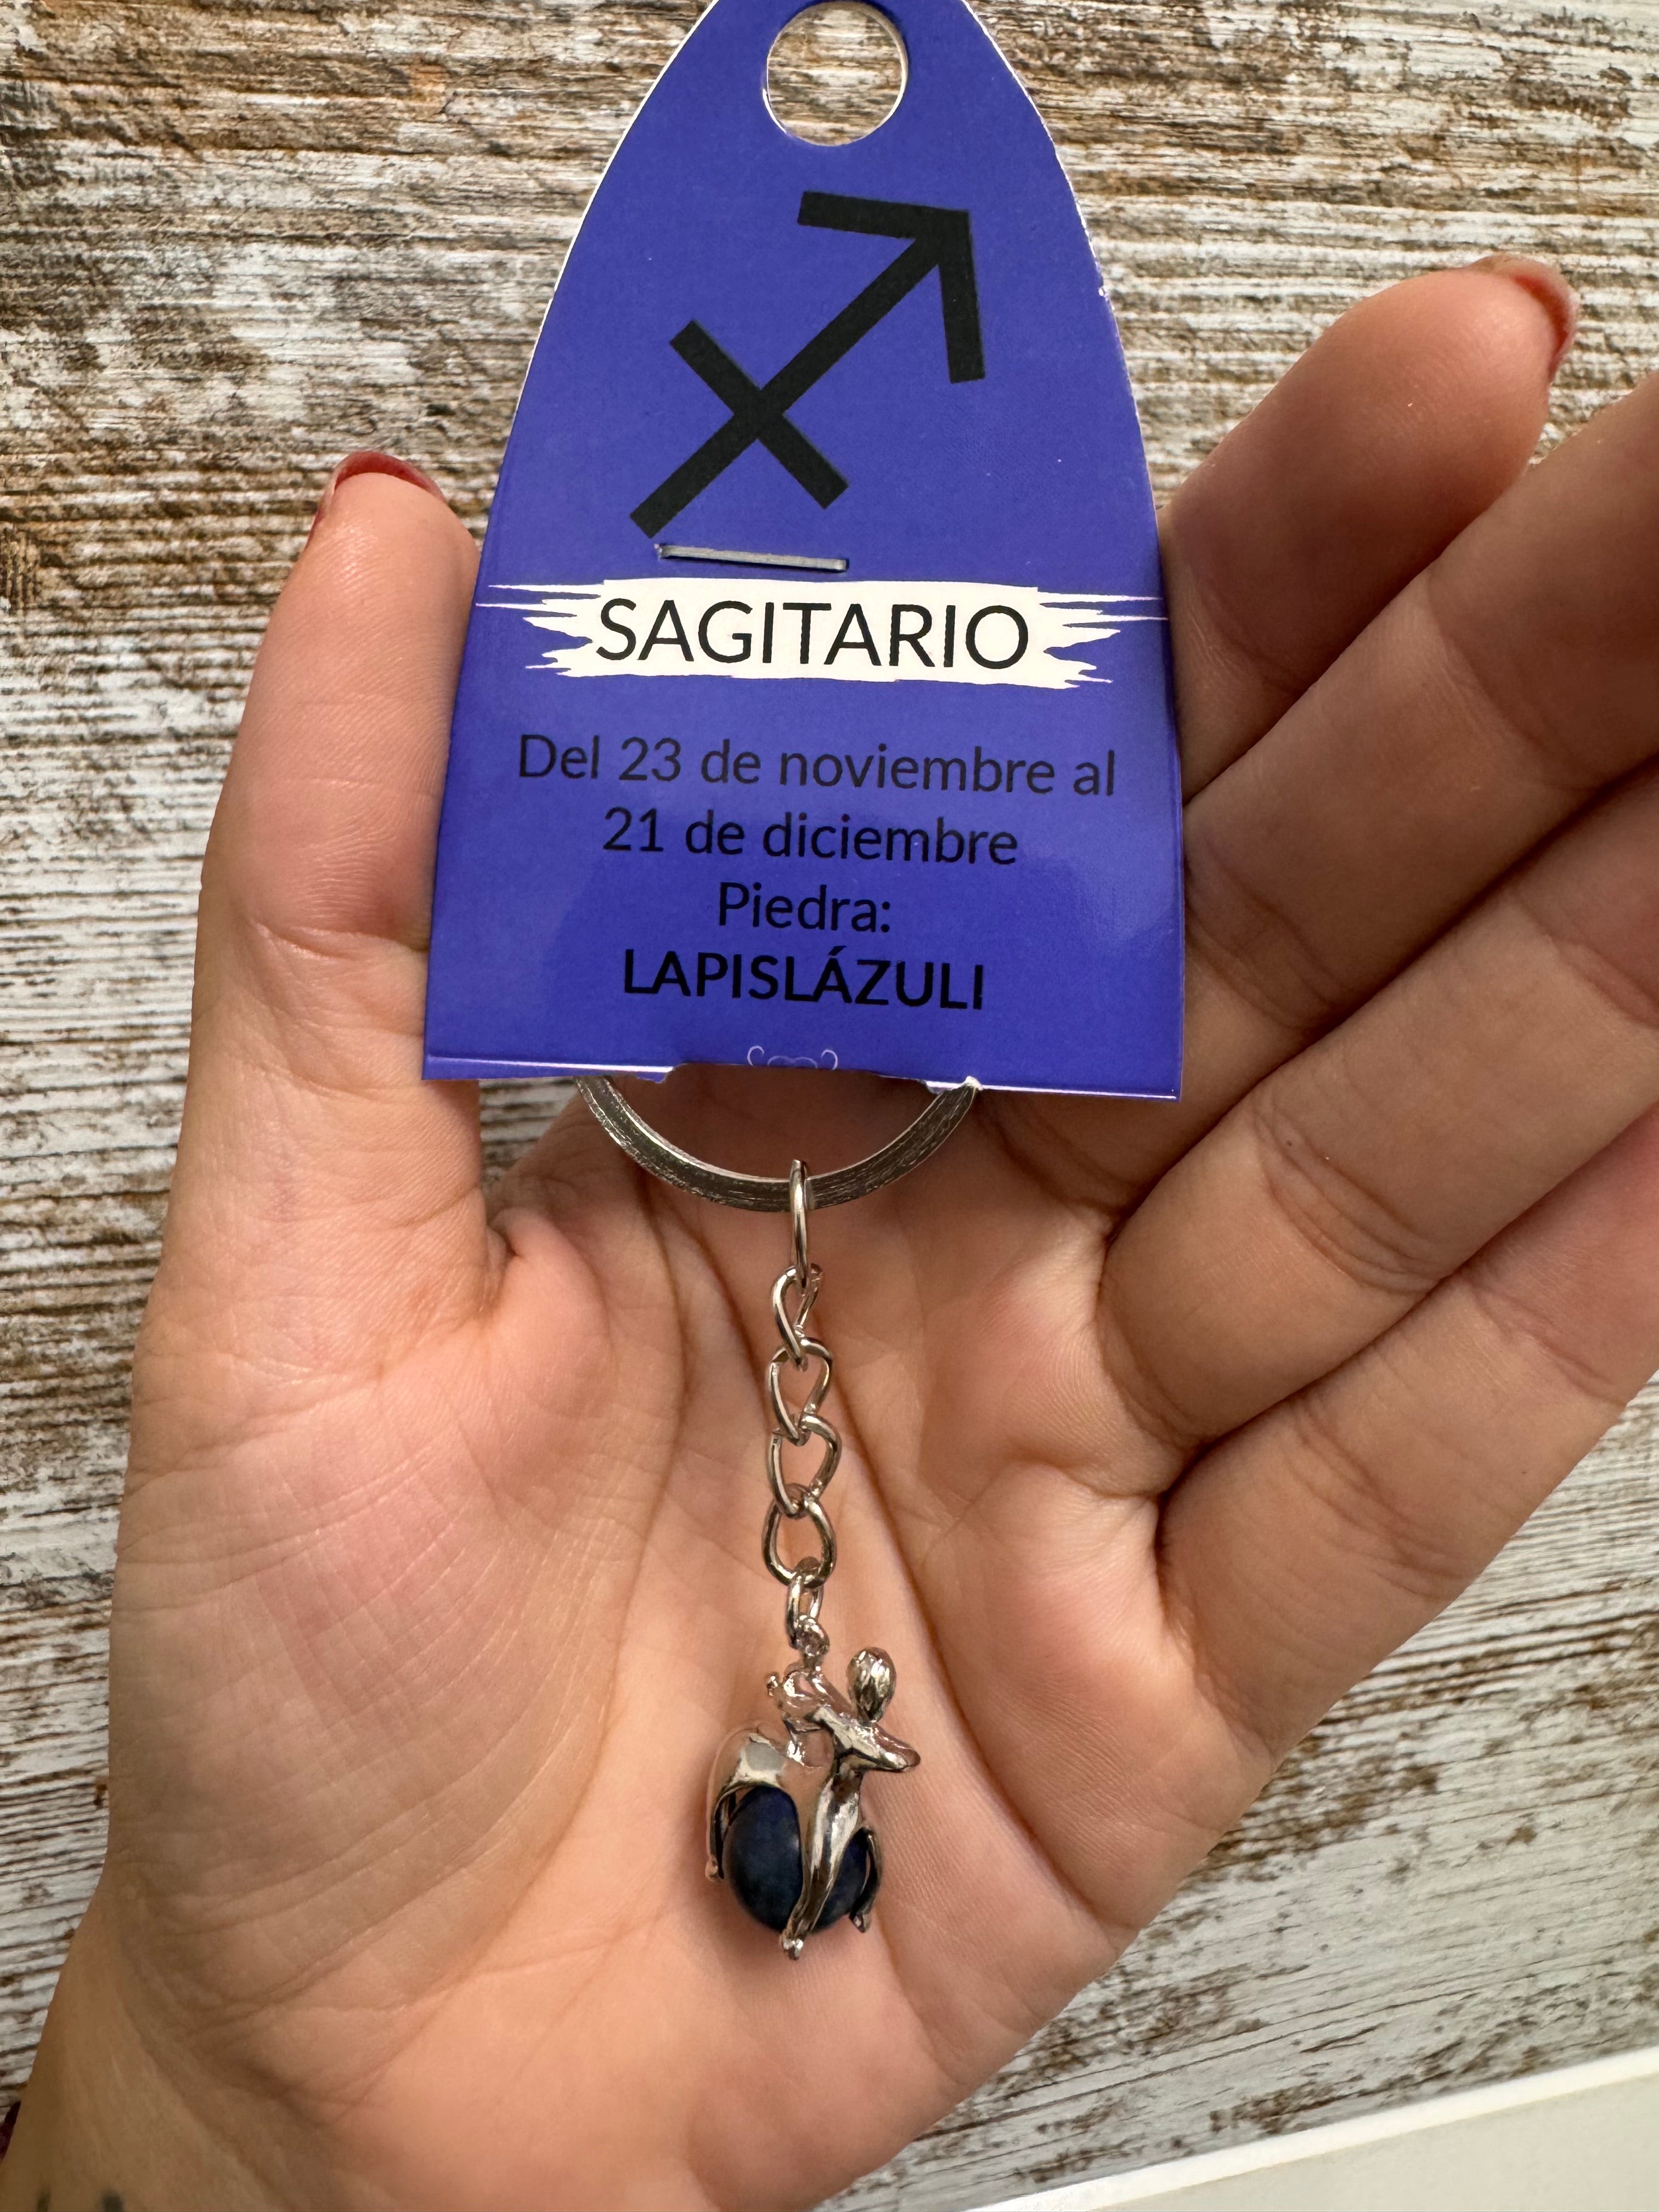 SAGITARIO
Del 23 de noviembre al
21 de diciembre
Piedra:
LAPISLÁZULI